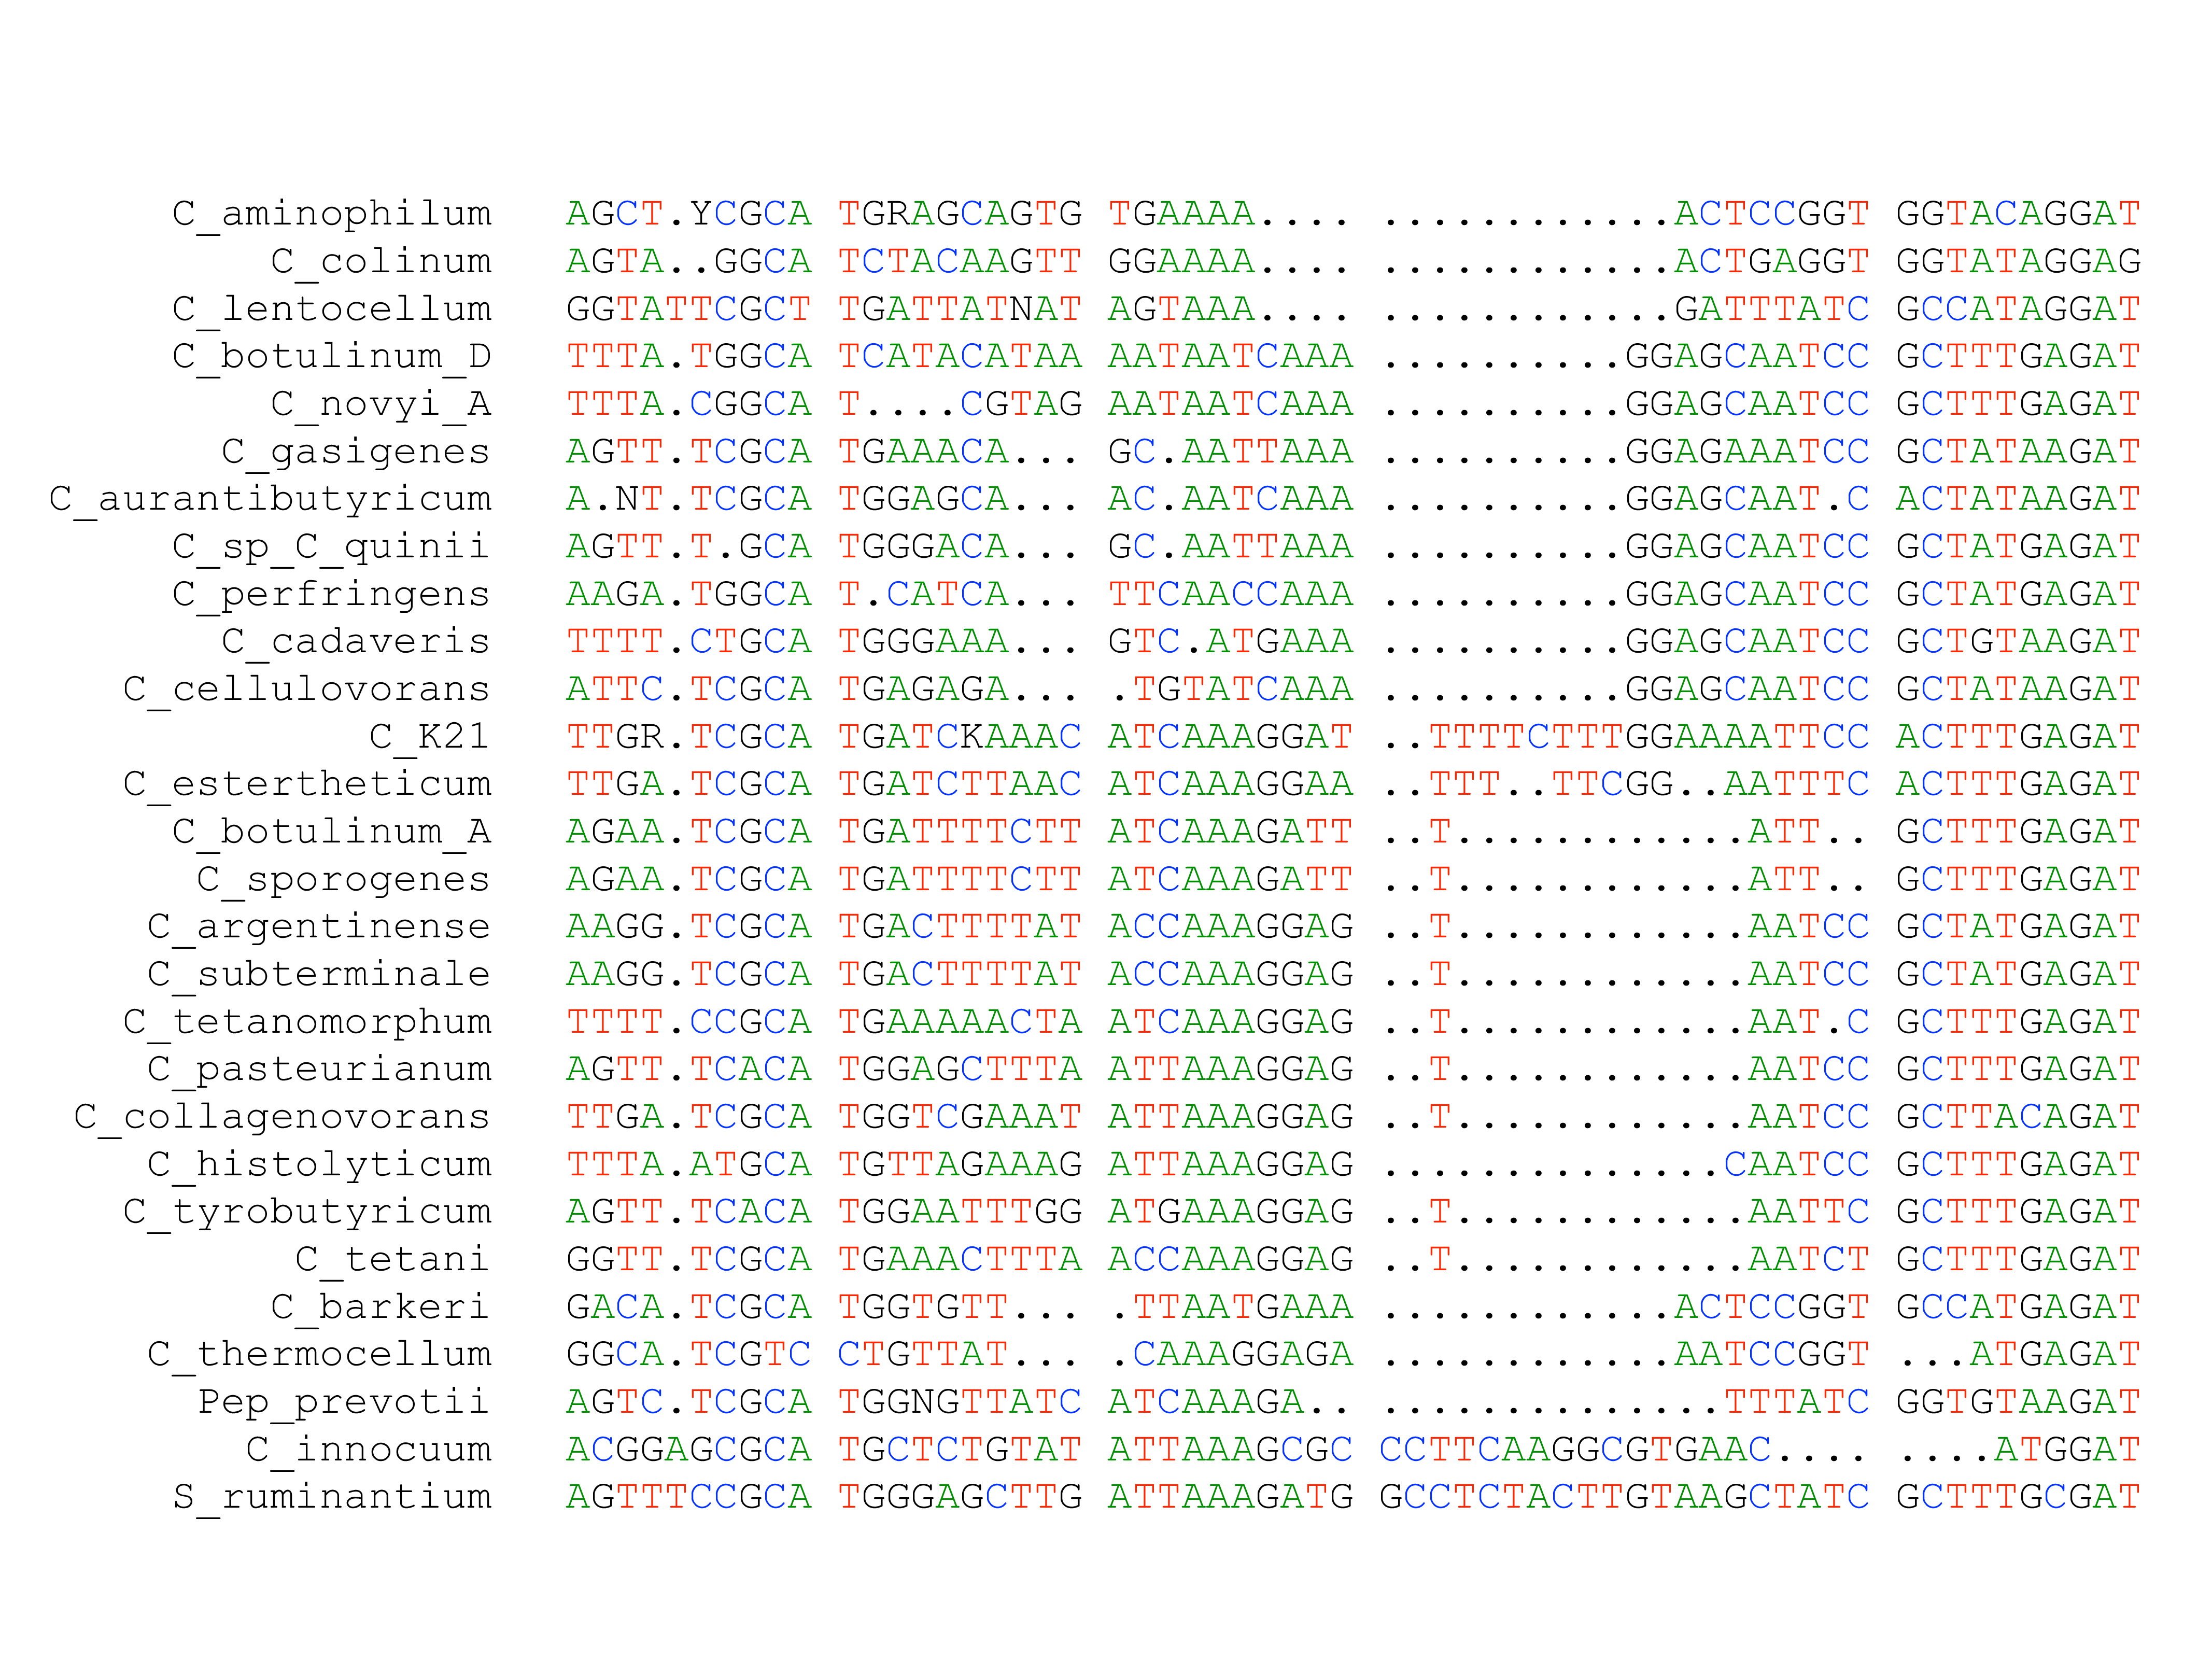 C_aminophilum AGCT.YCGCA TGRAGCAGTG TGAAAA.... ............ACTCCGGT GGTACAGGAT
C_colinum AGTA..GGCA TCTACAAGTT GGAAAA.... ............ACTGAGGT GGTATAGGAG
C_lentocellum GGTATTCGCT TGATTATNAT AGTAAA.... ............GATTTATC GCCATAGGAT
C_botulinum_D TTTA.TGGCA TCATACATAA AATAATCAAA ..........GGAGCAATCC GCTTTGAGAT
C_novyi_A TTTA.CGGCA T....CGTAG AATAATCAAA ..........GGAGCAATCC GCTTTGAGAT
C_gasigenes AGTT.TCGCA TGAAACA... GC.AATTAAA ..........GGAGAAATCC GCTATAAGAT
C_aurantibutyricum A.NT.TCGCA TGGAGCA... AC.AATCAAA ..........GGAGCAAT.C ACTATAAGAT
C_sp_C_quinii AGTT.T.GCA TGGGACA... GC.AATTAAA ..........GGAGCAATCC GCTATGAGAT
C_perfringens AAGA.TGGCA T.CATCA... TTCAACCAAA ..........GGAGCAATCC GCTATGAGAT
C_cadaveris TTTT.CTGCA TGGGAAA... GTC.ATGAAA ..........GGAGCAATCC GCTGTAAGAT
C_cellulovorans ATTC.TCGCA TGAGAGA... .TGTATCAAA ..........GGAGCAATCC GCTATAAGAT
C_K21 TTGR.TCGCA TGATCKAAAC ATCAAAGGAT ..TTTTCTTTGGAAAATTCC ACTTTGAGAT
C_estertheticum TTGA.TCGCA TGATCTTAAC ATCAAAGGAA ..TTT..TTCGG..AATTTC ACTTTGAGAT
C_botulinum_A AGAA.TCGCA TGATTTTCTT ATCAAAGATT ..T............ATT.. GCTTTGAGAT
C_sporogenes AGAA.TCGCA TGATTTTCTT ATCAAAGATT ..T............ATT.. GCTTTGAGAT
C_argentinense AAGG.TCGCA TGACTTTTAT ACCAAAGGAG ..T............AATCC GCTATGAGAT
C_subterminale AAGG.TCGCA TGACTTTTAT ACCAAAGGAG ..T............AATCC GCTATGAGAT
C_tetanomorphum TTTT.CCGCA TGAAAAACTA ATCAAAGGAG ..T............AAT.C GCTTTGAGAT
C_pasteurianum AGTT.TCACA TGGAGCTTTA ATTAAAGGAG ..T............AATCC GCTTTGAGAT
C_collagenovorans TTGA.TCGCA TGGTCGAAAT ATTAAAGGAG ..T............AATCC GCTTACAGAT
C_histolyticum TTTA.ATGCA TGTTAGAAAG ATTAAAGGAG ..............CAATCC GCTTTGAGAT
C_tyrobutyricum AGTT.TCACA TGGAATTTGG ATGAAAGGAG ..T............AATTC GCTTTGAGAT
C_tetani GGTT.TCGCA TGAAACTTTA ACCAAAGGAG ..T............AATCT GCTTTGAGAT
C_barkeri GACA.TCGCA TGGTGTT... .TTAATGAAA ............ACTCCGGT GCCATGAGAT
C_thermocellum GGCA.TCGTC CTGTTAT... .CAAAGGAGA ............AATCCGGT ...ATGAGAT
Pep_prevotii AGTC.TCGCA TGGNGTTATC ATCAAAGA.. ..............TTTATC GGTGTAAGAT
C_innocuum ACGGAGCGCA TGCTCTGTAT ATTAAAGCGC CCTTCAAGGCGTGAAC.... ....ATGGAT
S_ruminantium AGTTTCCGCA TGGGAGCTTG ATTAAAGATG GCCTCTACTTGTAAGCTATC GCTTTGCGAT